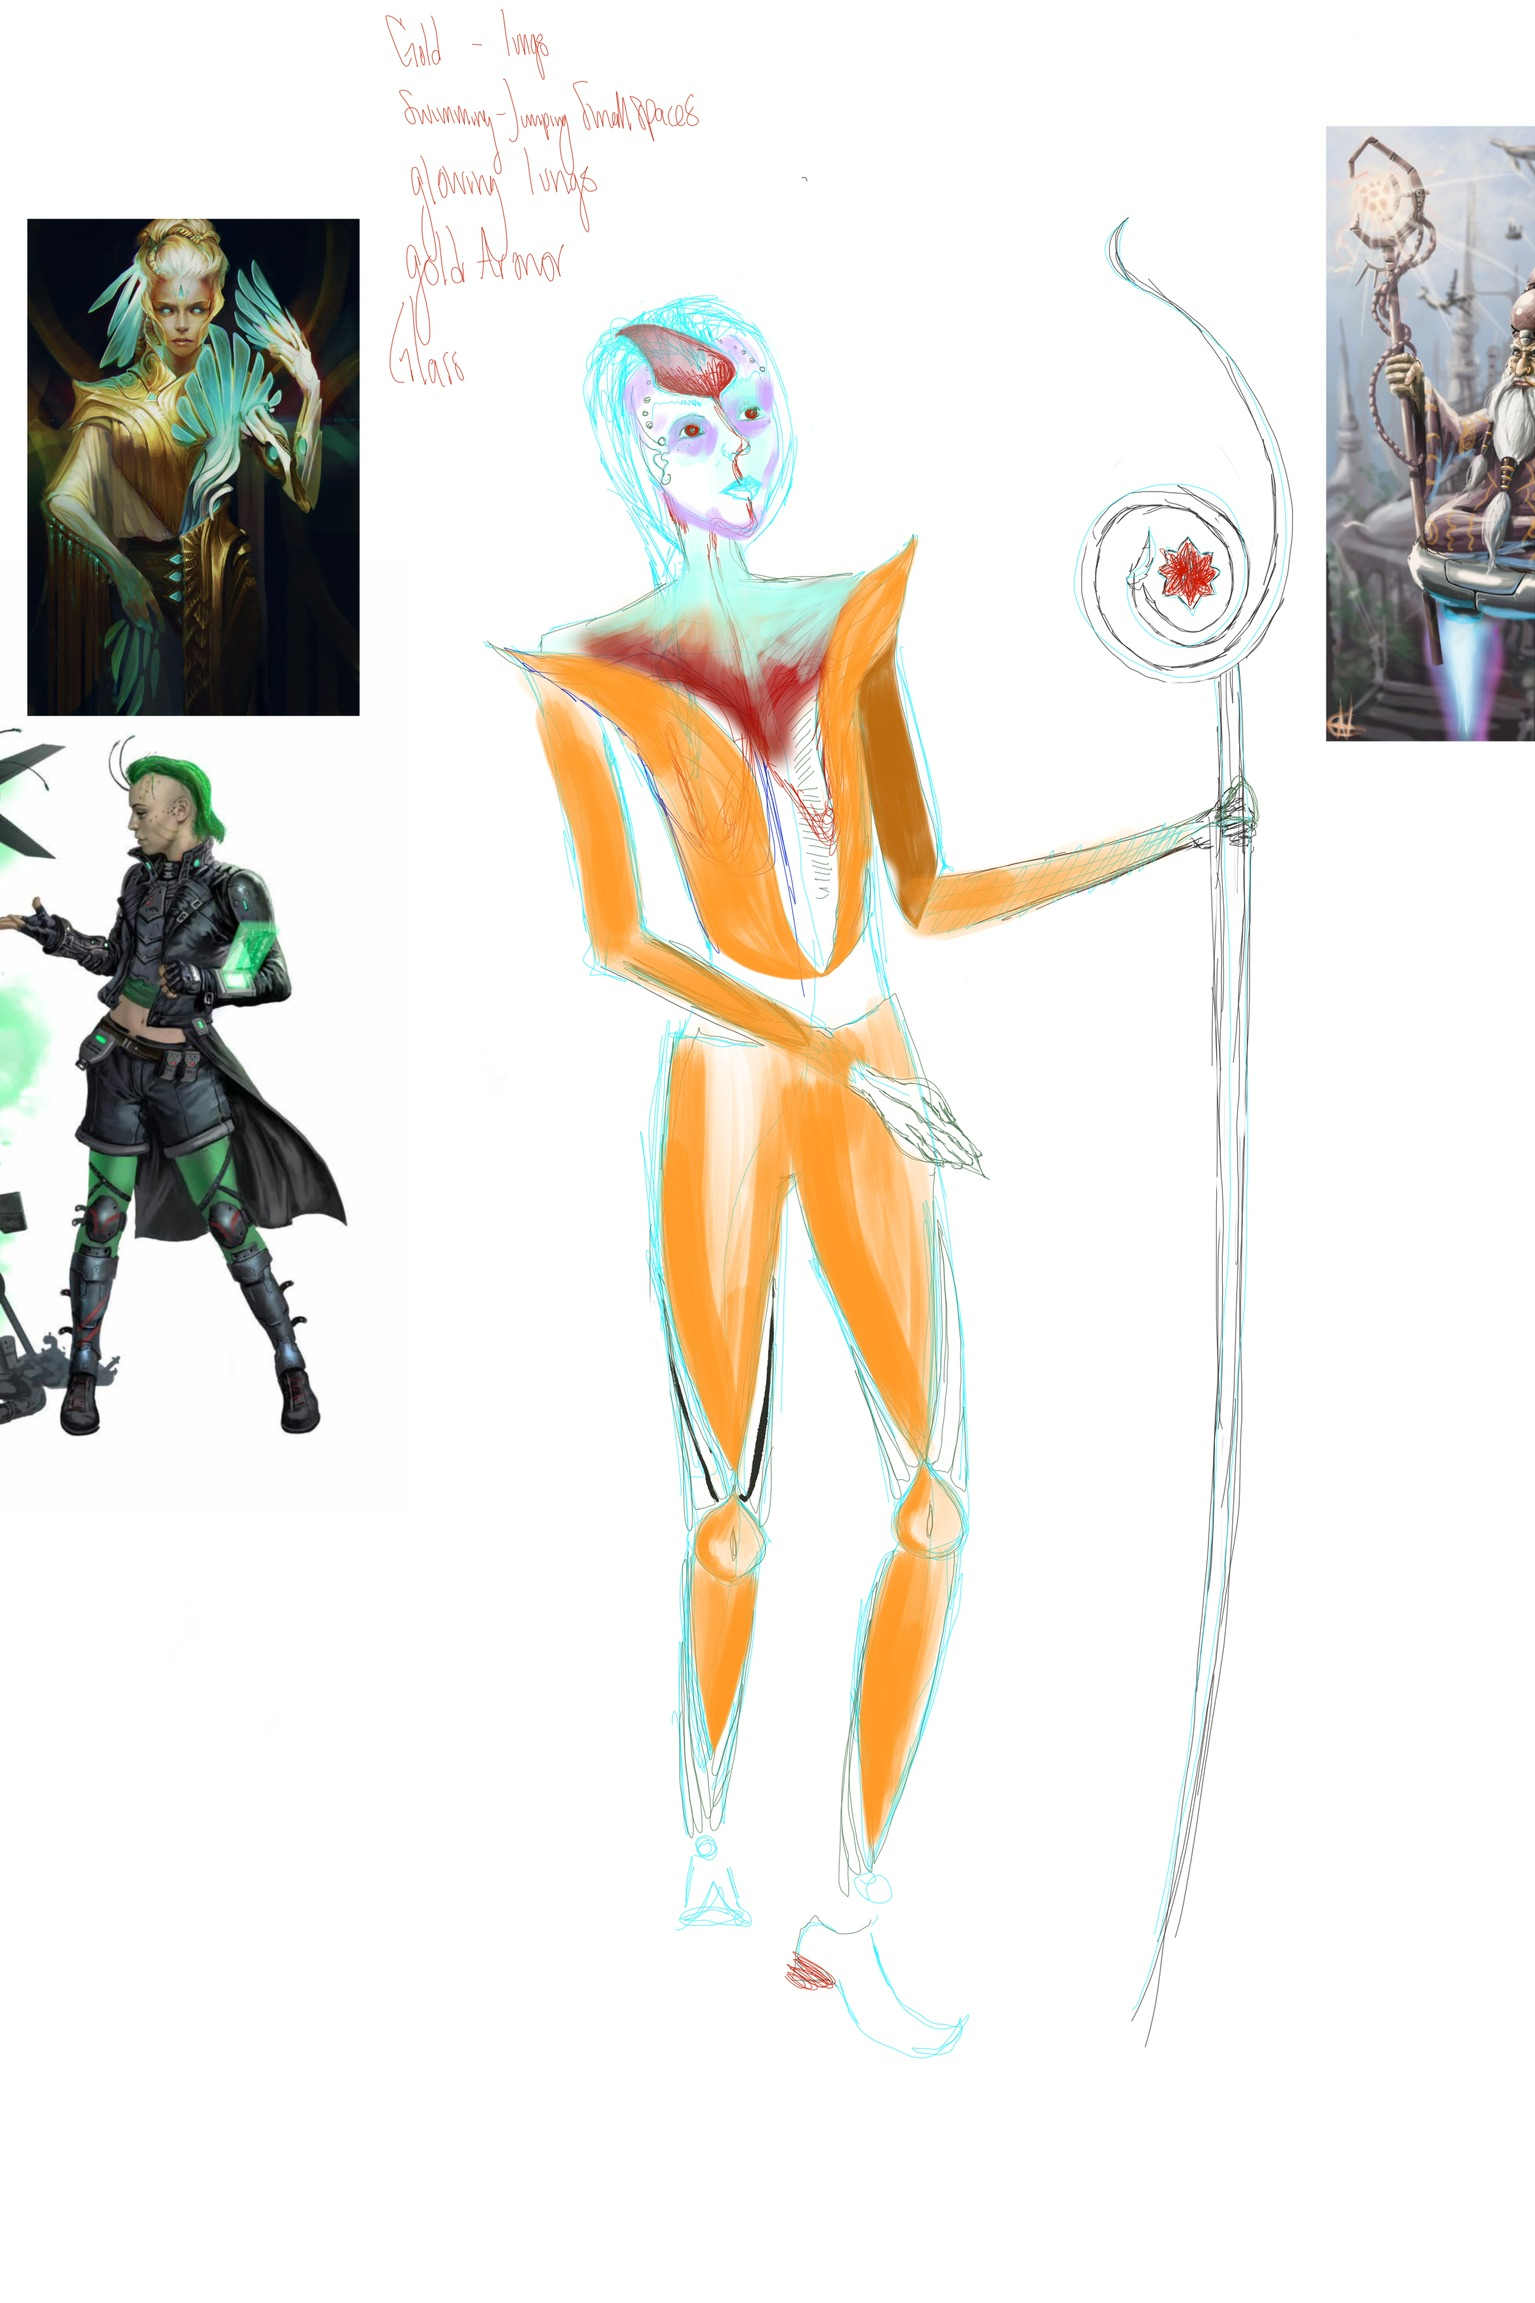 Gold - lungs
Swimming-Jumping Small spaces
glowing lungs
gold Armor
Glass